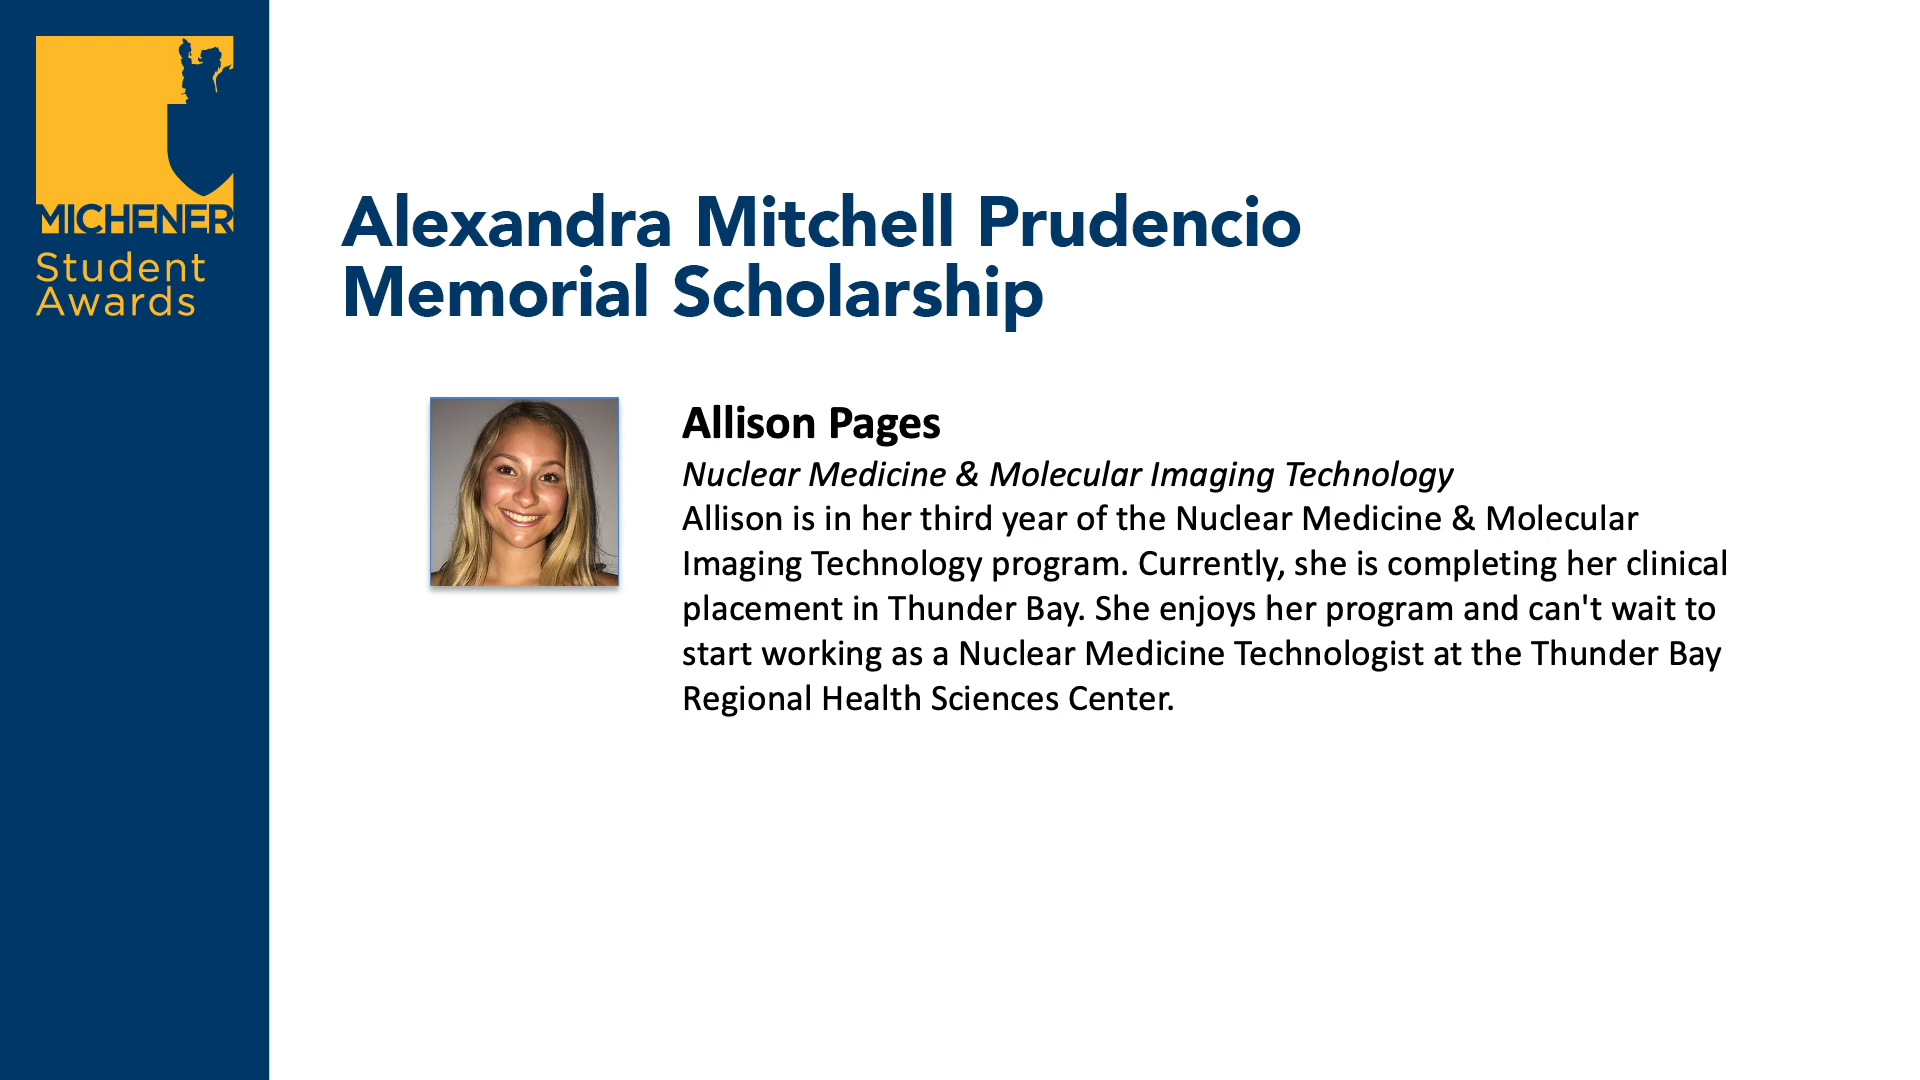 MICHENER
Student
Awards
Alexandra Mitchell Prudencio
Memorial Scholarship
Allison Pages
Nuclear Medicine & Molecular Imaging Technology
Allison is in her third year of the Nuclear Medicine & Molecular
Imaging Technology program. Currently, she is completing her clinical
placement in Thunder Bay. She enjoys her program and can't wait to
start working as a Nuclear Medicine Technologist at the Thunder Bay
Regional Health Sciences Center.